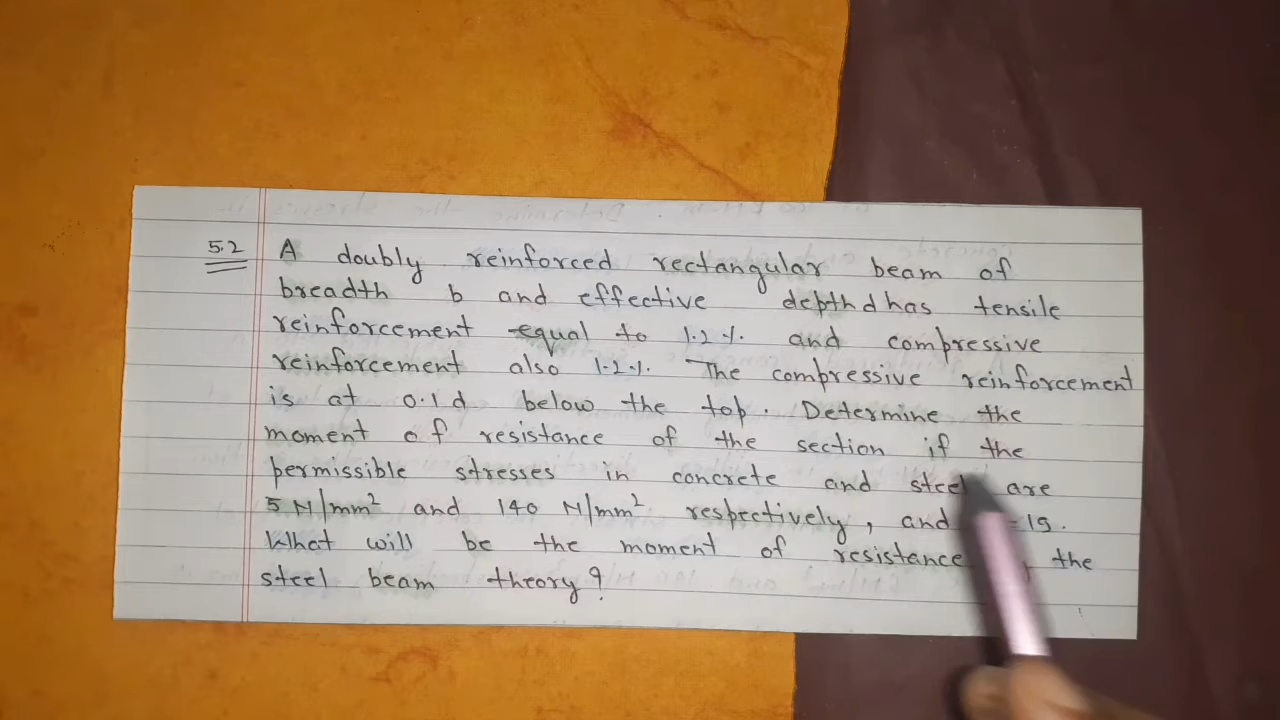 5.2 A doubly reinforced rectangular beam of
breadth b and effective depth d has tensile
reinforcement equal to 1.2%. and compressive
reinforcement also 1.2%. The compressive reinforcement
is at 0.1d below the top. Determine the
moment of resistance of the section if the
permissible stresses in concrete and steel are
5 N/mm² and 140 N/mm² respectively, and =19.
What will be the moment of resistance the
steel beam theory?